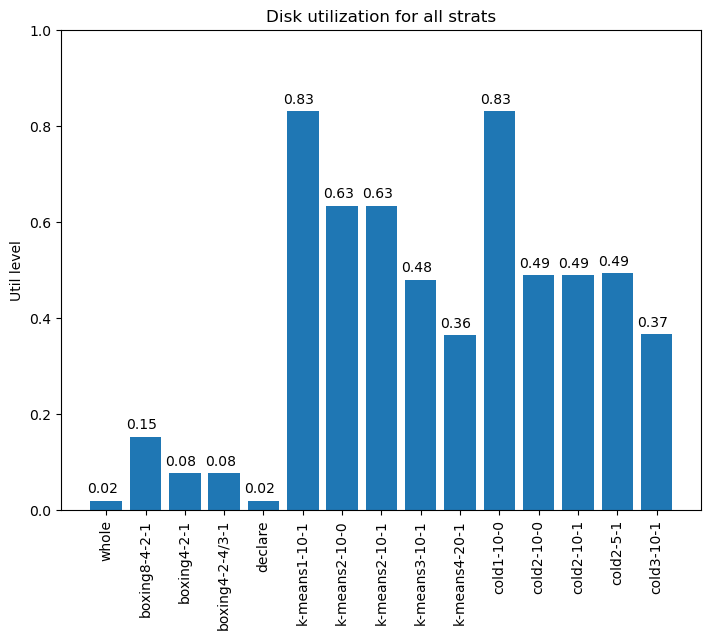 Disk utilization for all strats
Util level
1.0
0.8
0.6
0.4
0.2
0.0
0.02
0.15
0.08
0.08
0.02
0.83
0.63
0.63
0.48
0.36
0.83
0.49
0.49
0.49
0.37
whole
boxing8-4-2-1
boxing4-2-1
boxing4-2-4/3-1
declare
k-means1-10-1
k-means2-10-0
k-means2-10-1
k-means3-10-1
k-means4-20-1
cold1-10-0
cold2-10-0
cold2-10-1
cold2-5-1
cold3-10-1